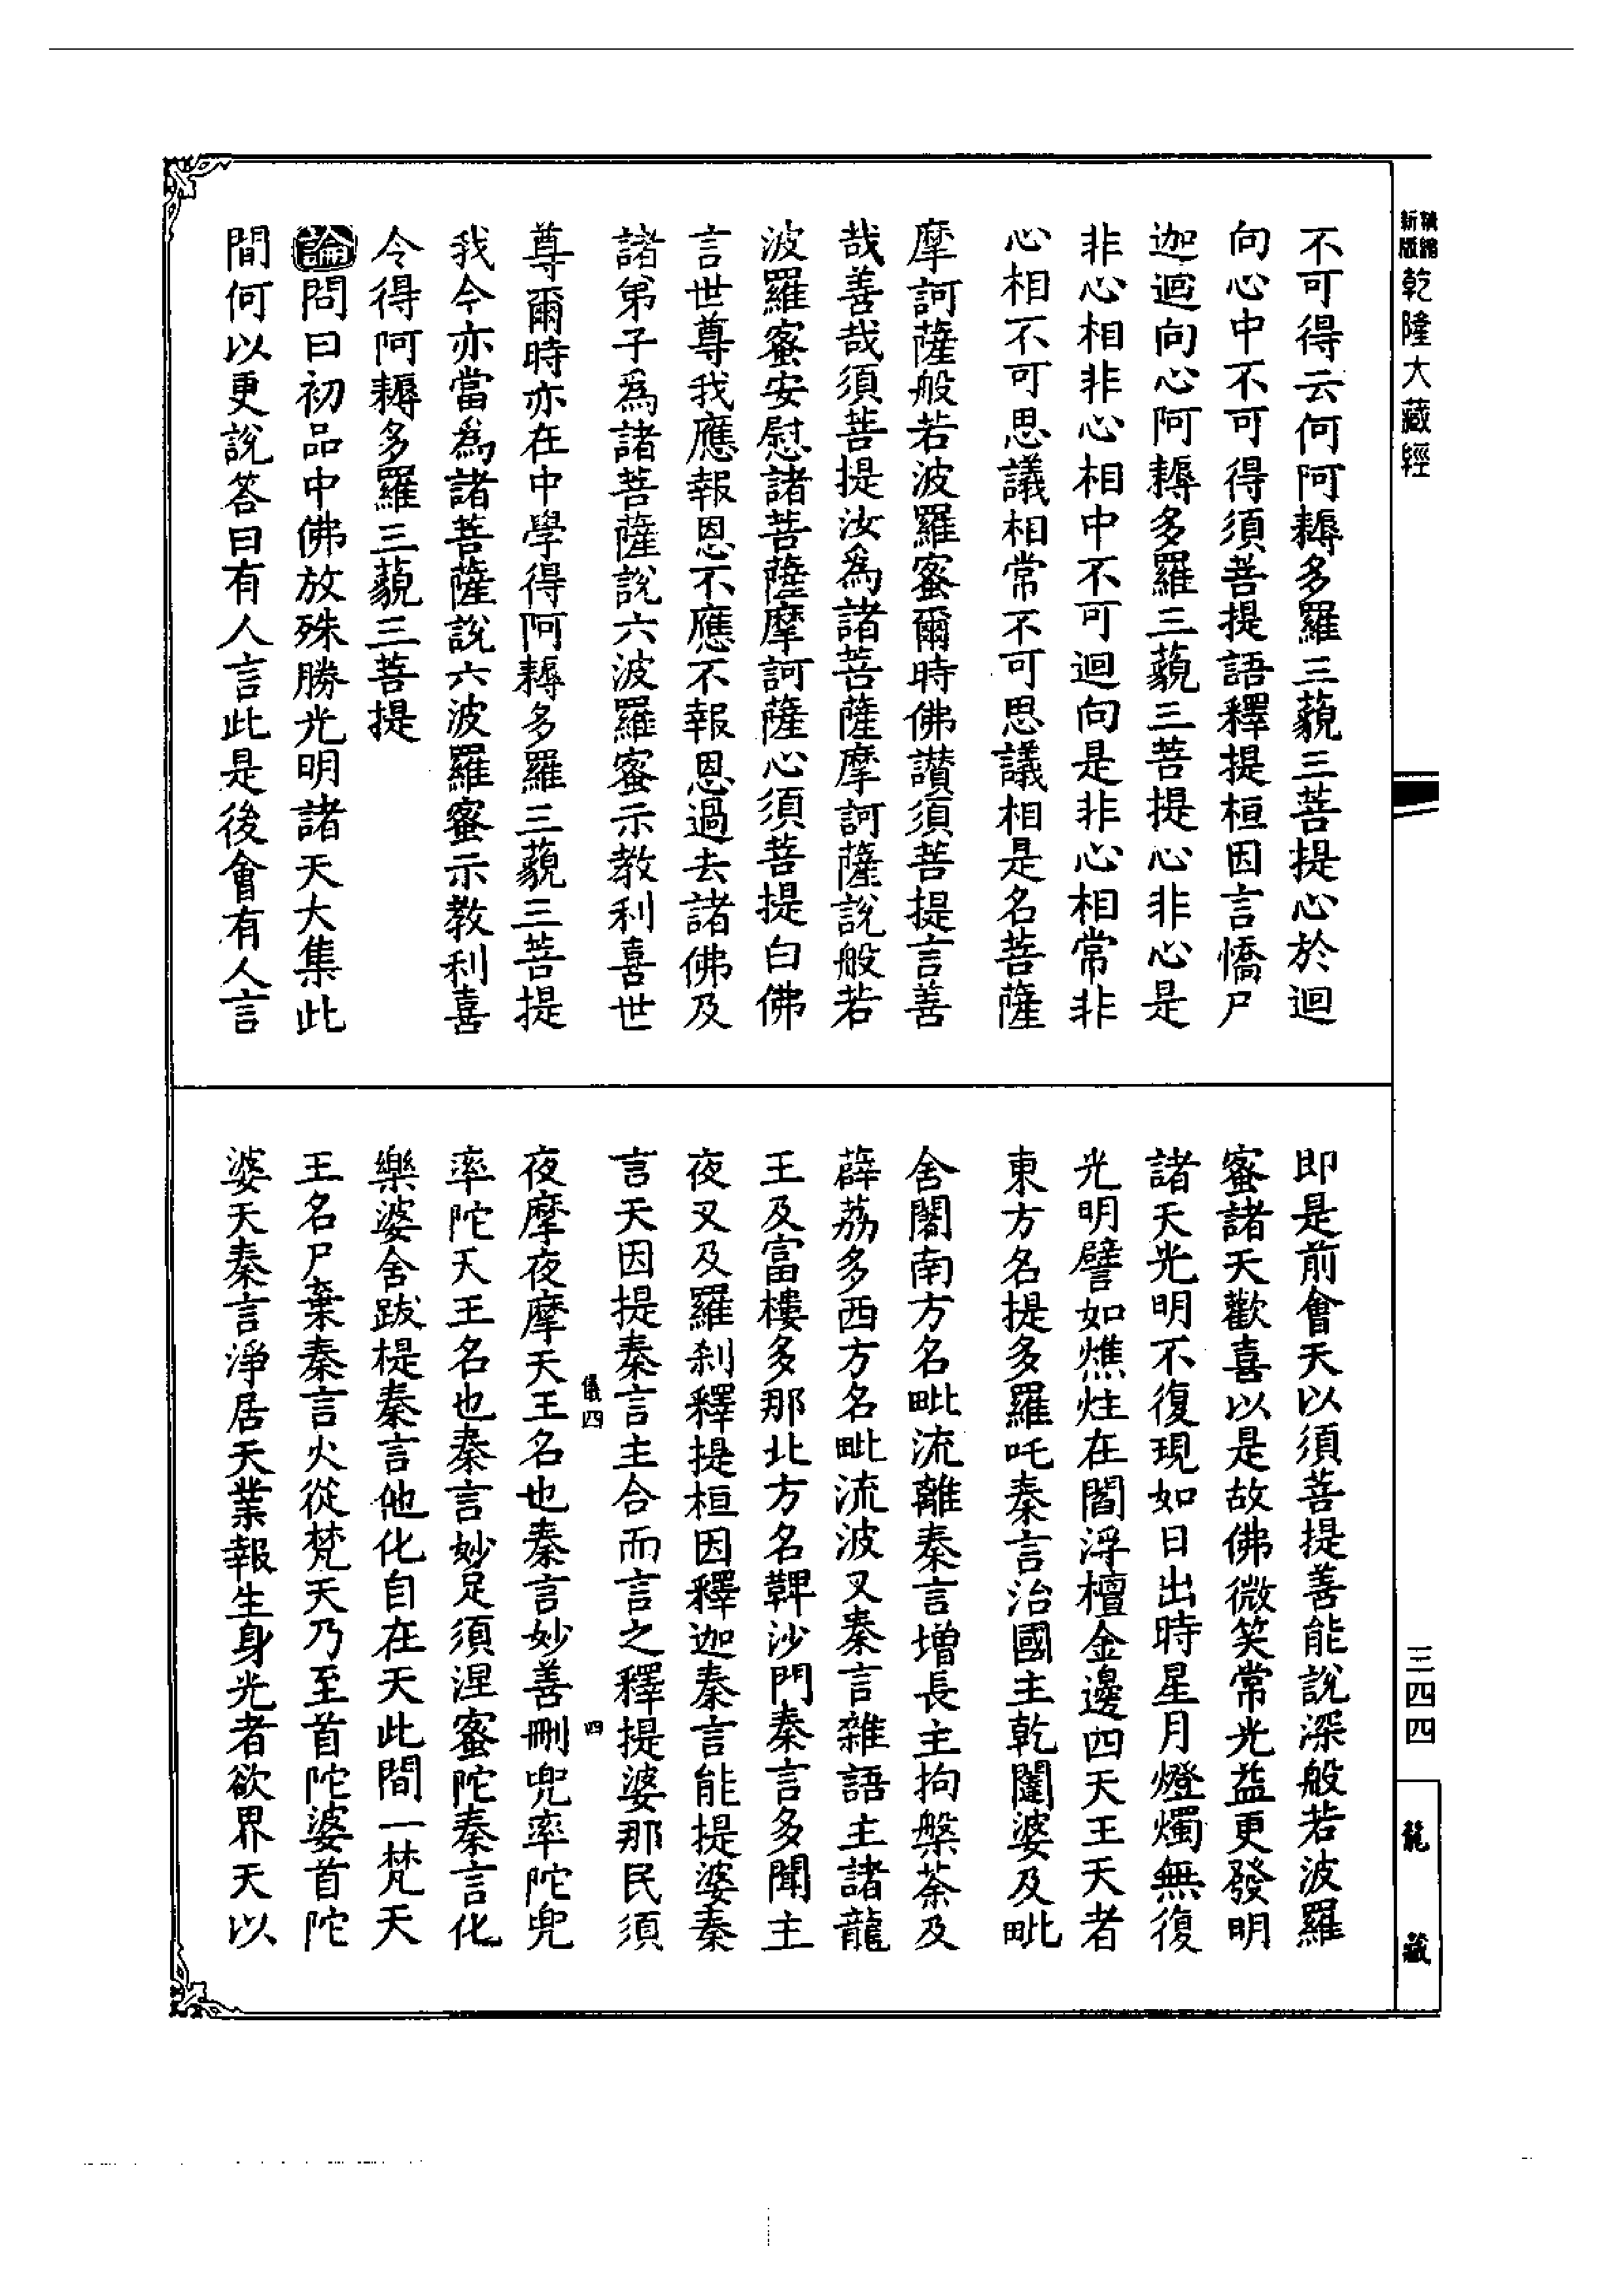 新版精縮
乾隆大藏經
不可得云何阿耨多羅三藐三菩提心於迴
向心中不可得須菩提語釋提桓因言憍尸
迦迴向心阿耨多羅三藐三菩提心非心是
非心相非心相中不可迴向是非心相常非
心相不可思議相常不可思議相是名菩薩
摩訶薩般若波羅蜜爾時佛讃須菩提言善
哉善哉須菩提汝為諸菩薩摩訶薩說般若
波羅蜜安慰諸菩薩摩訶薩心須菩提白佛
言世尊我應報恩不應不報恩過去諸佛及
諸弟子為諸菩薩說六波羅蜜示教利喜世
尊爾時亦在中學得阿耨多羅三藐三菩提
我今亦當為諸菩薩說六波羅蜜示教利喜
令得阿耨多羅三藐三菩提
論問曰初品中佛放殊勝光明諸天大集此
間何以更說答曰有人言此是後會有人言
即是前會天以須菩提善能說深般若波羅
蜜諸天歡喜以是故佛微笑常光益更發明
諸天光明不復現如日出時星月燈燭無復
光明譬如燋炷在閻浮檀金邊四天王天者
東方名提多羅吒秦言治國主乾闥婆及毗
舍闍南方名毗流離秦言增長主拘槃茶及
薜荔多西方名毗流波叉秦言雜語主諸龍
王及富樓多那北方名鞞沙門秦言多聞主
夜叉及羅剎釋提桓因釋迦秦言能提婆秦
言天因提秦言主合而言之釋提婆那民須
儀四
四
夜摩夜摩天王名也秦言妙善刪兜率陀兜
率陀天王名也秦言妙足須涅蜜陀秦言化
樂婆舍跋提秦言他化自在天此間一梵天
王名尸棄秦言火從梵天乃至首陀婆首陀
婆天秦言淨居天業報生身光者欲界天以
三四四
龍藏